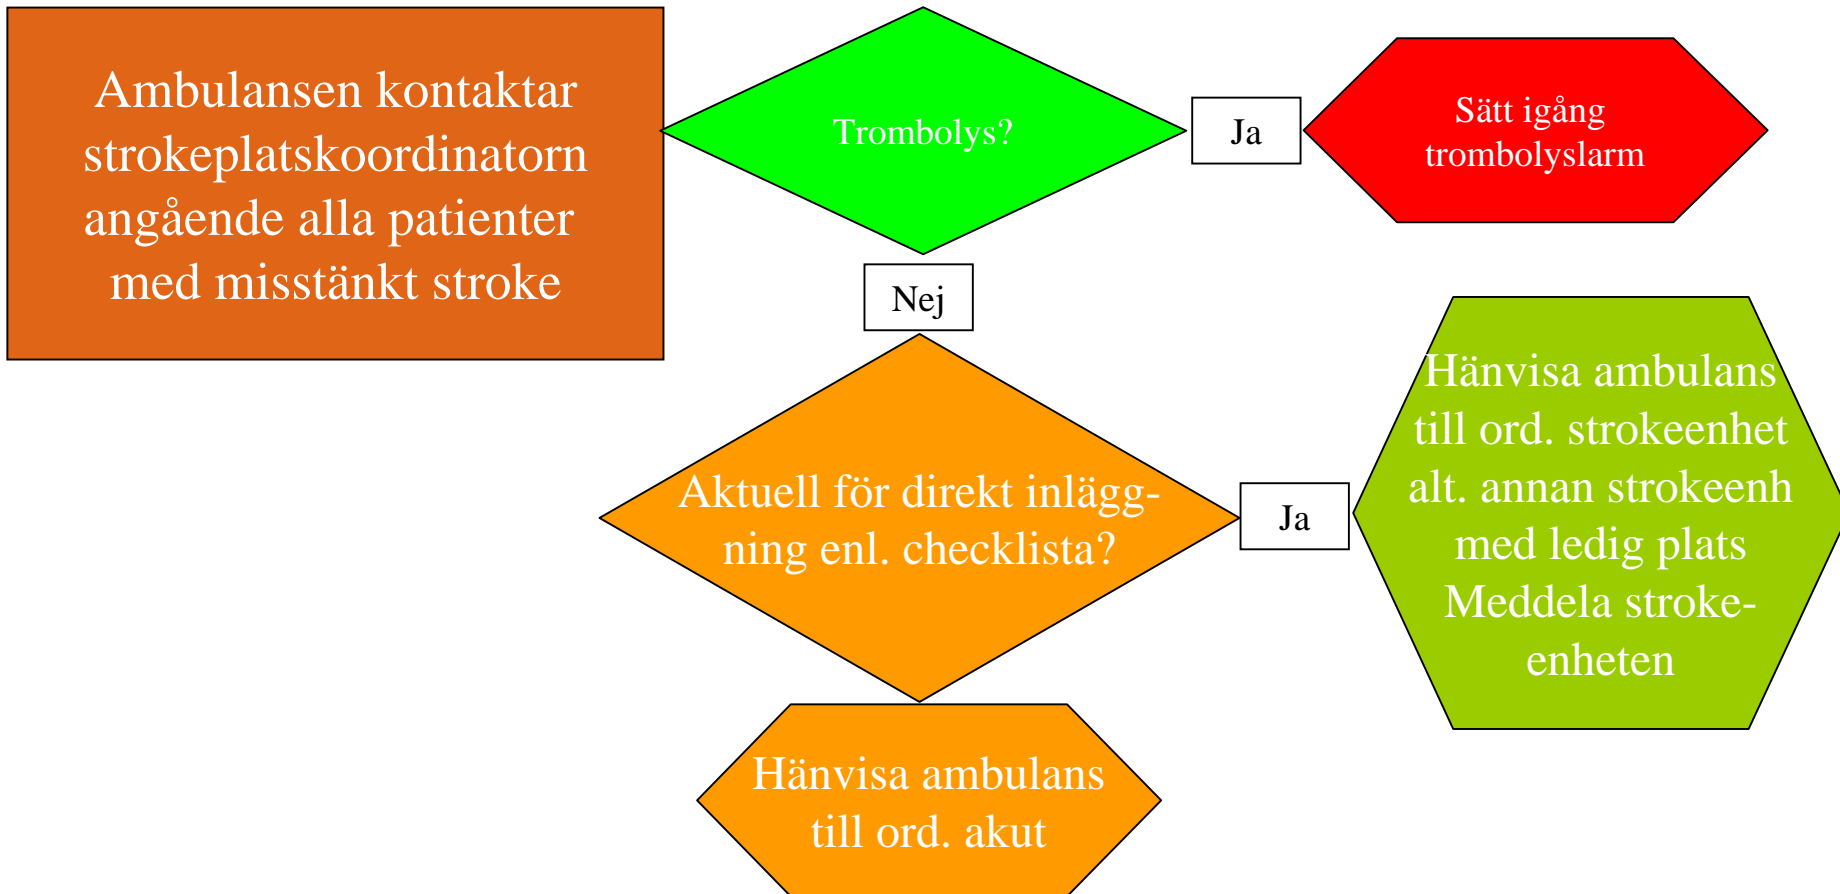 Ambulansen kontaktar
strokeplatskoordinatorn
angående alla patienter
med misstänkt stroke
Trombolys?
Ja
Sätt igång
trombolyslarm
Nej
Aktuell för direkt inlägg-
ning enl. checklista?
Ja
Hänvisa ambulans
till ord. strokeenhet
alt. annan strokeenh
med ledig plats
Meddela stroke-
enheten
Hänvisa ambulans
till ord. akut